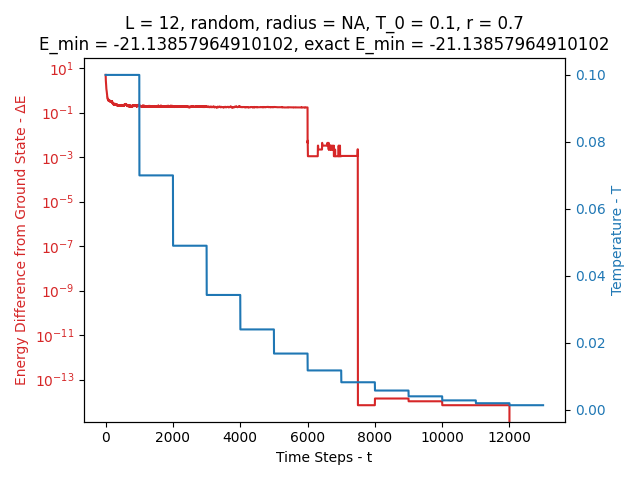 L = 12, random, radius = NA, T_0 = 0.1, r = 0.7
E_min = -21.13857964910102, exact E_min = -21.13857964910102
Energy Difference from Ground State - ΔE
10^1
10^-1
10^-3
10^-5
10^-7
10^-9
10^-11
10^-13
0.10
0.08
0.06
0.04
0.02
0.00
Temperature - T
0 2000 4000 6000 8000 10000 12000
Time Steps - t